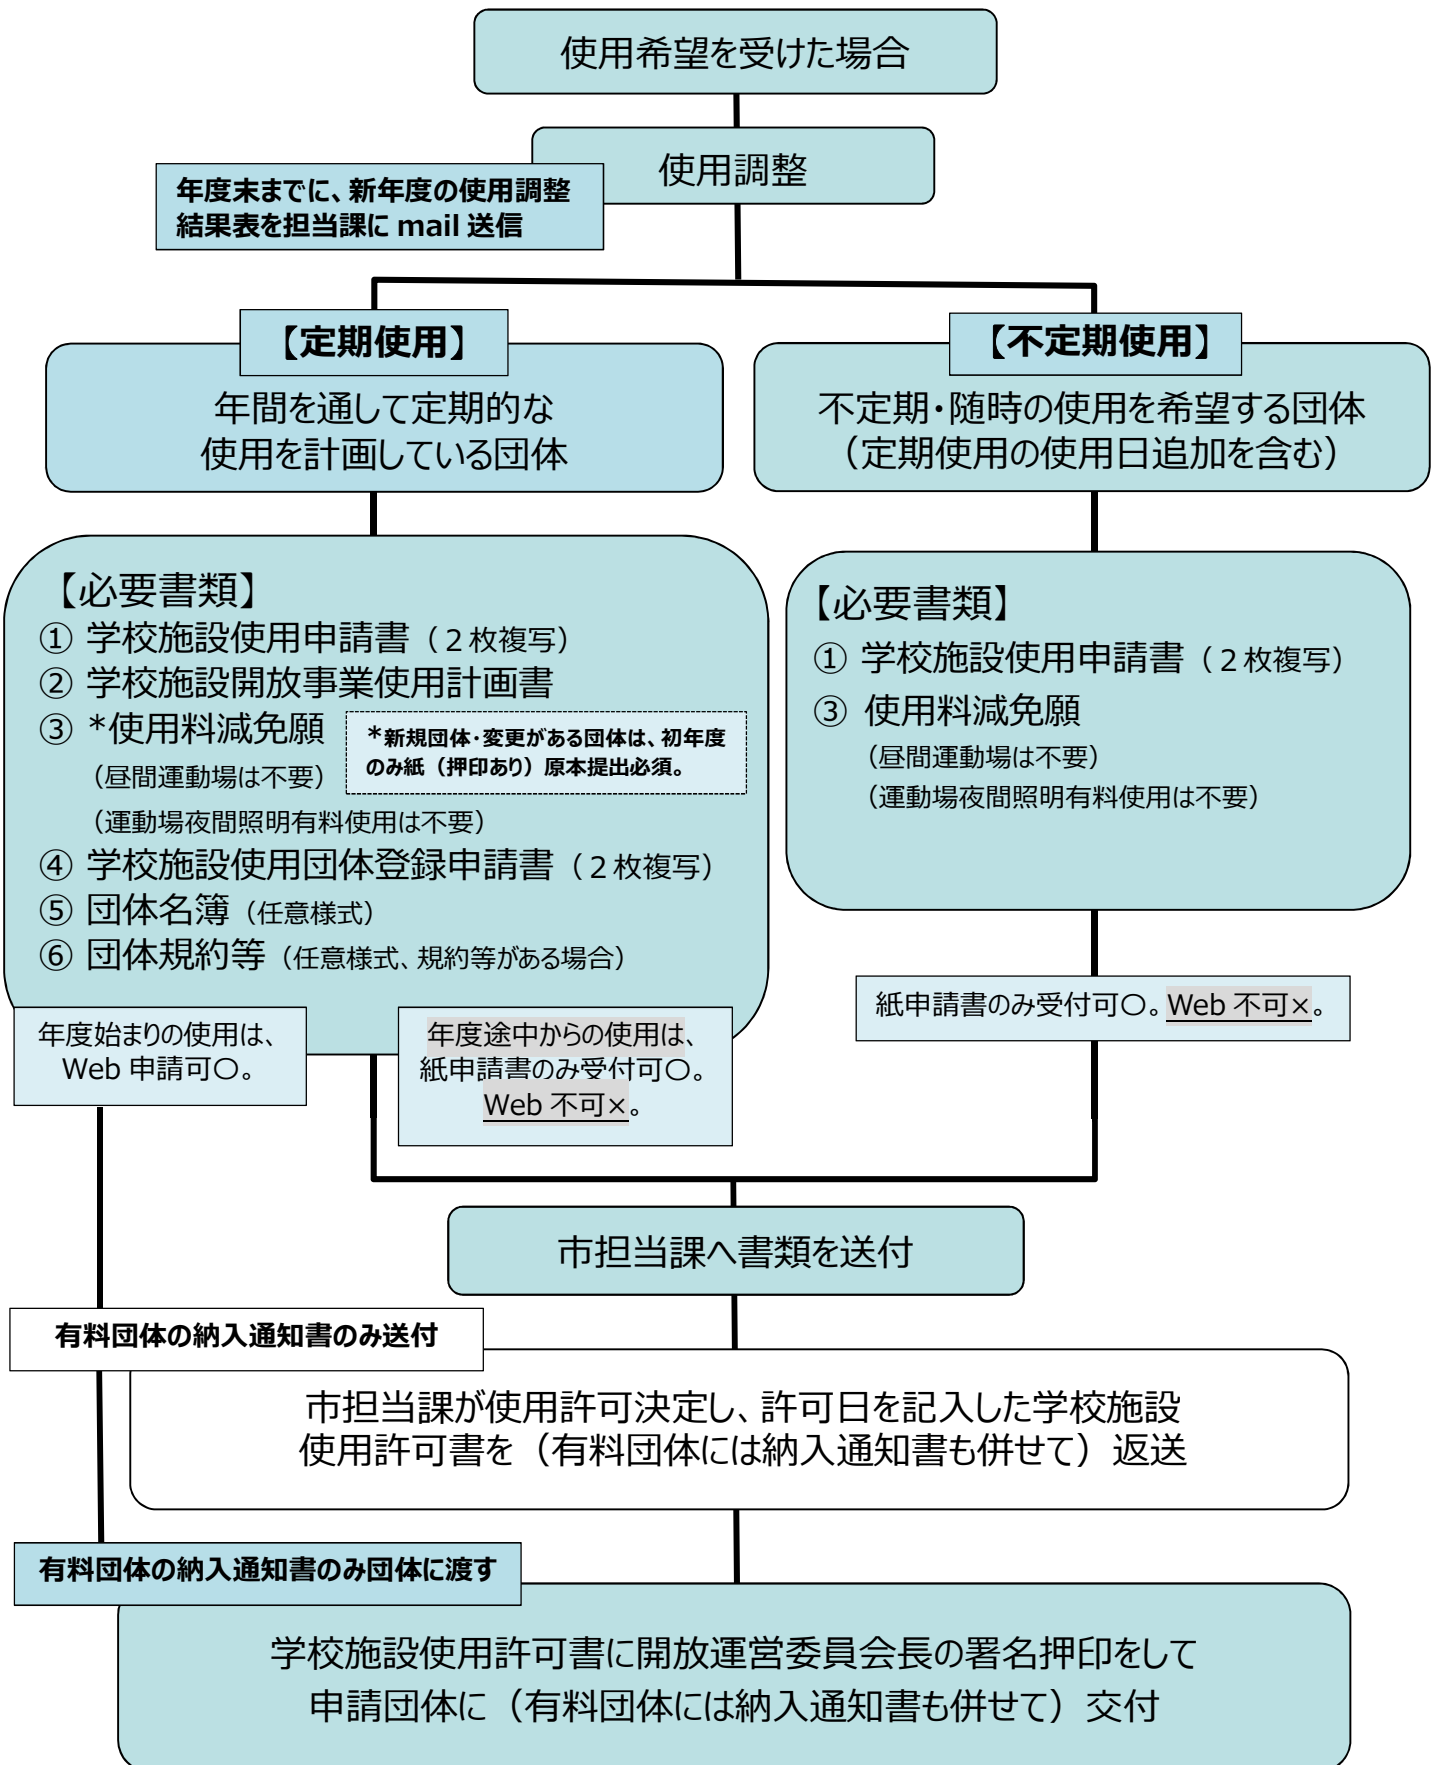 使用希望を受けた場合
使用調整
年度末までに、新年度の使用調整
結果表を担当課に mail 送信
【定期使用】
年間を通して定期的な
使用を計画している団体
【不定期使用】
不定期・随時の使用を希望する団体
（定期使用の使用日追加を含む）
【必要書類】
① 学校施設使用申請書（２枚複写）
② 学校施設開放事業使用計画書
③ *使用料減免願
（昼間運動場は不要）
（運動場夜間照明有料使用は不要）
*新規団体・変更がある団体は、初年度
のみ紙（押印あり）原本提出必須。
④ 学校施設使用団体登録申請書（２枚複写）
⑤ 団体名簿（任意様式）
⑥ 団体規約等（任意様式、規約等がある場合）
年度始まりの使用は、
Web 申請可〇。
年度途中からの使用は、
紙申請書のみ受付可〇。
Web 不可×。
【必要書類】
① 学校施設使用申請書（２枚複写）
③ 使用料減免願
（昼間運動場は不要）
（運動場夜間照明有料使用は不要）
紙申請書のみ受付可〇。Web 不可×。
市担当課へ書類を送付
有料団体の納入通知書のみ送付
市担当課が使用許可決定し、許可日を記入した学校施設
使用許可書を（有料団体には納入通知書も併せて）返送
有料団体の納入通知書のみ団体に渡す
学校施設使用許可書に開放運営委員会長の署名押印をして
申請団体に（有料団体には納入通知書も併せて）交付